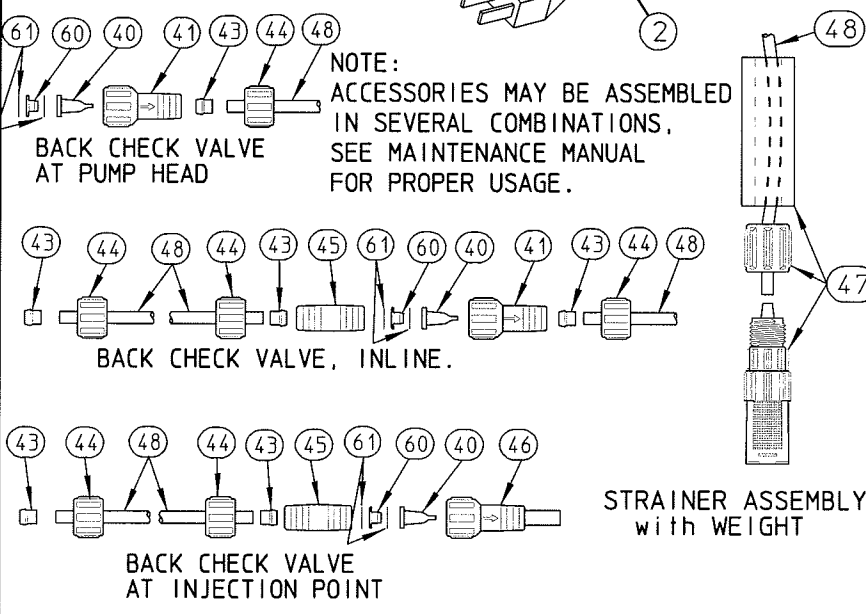 2
48
61 60 40 41 43 44 48
NOTE:
ACCESSORIES MAY BE ASSEMBLED
IN SEVERAL COMBINATIONS,
SEE MAINTENANCE MANUAL
FOR PROPER USAGE.
BACK CHECK VALVE
AT PUMP HEAD
43 44 48 44 43 45 61 60 40 41 43 44 48
47
BACK CHECK VALVE, INLINE.
43 44 48 44 43 45 61 60 40 46
STRAINER ASSEMBLY
with WEIGHT
BACK CHECK VALVE
AT INJECTION POINT